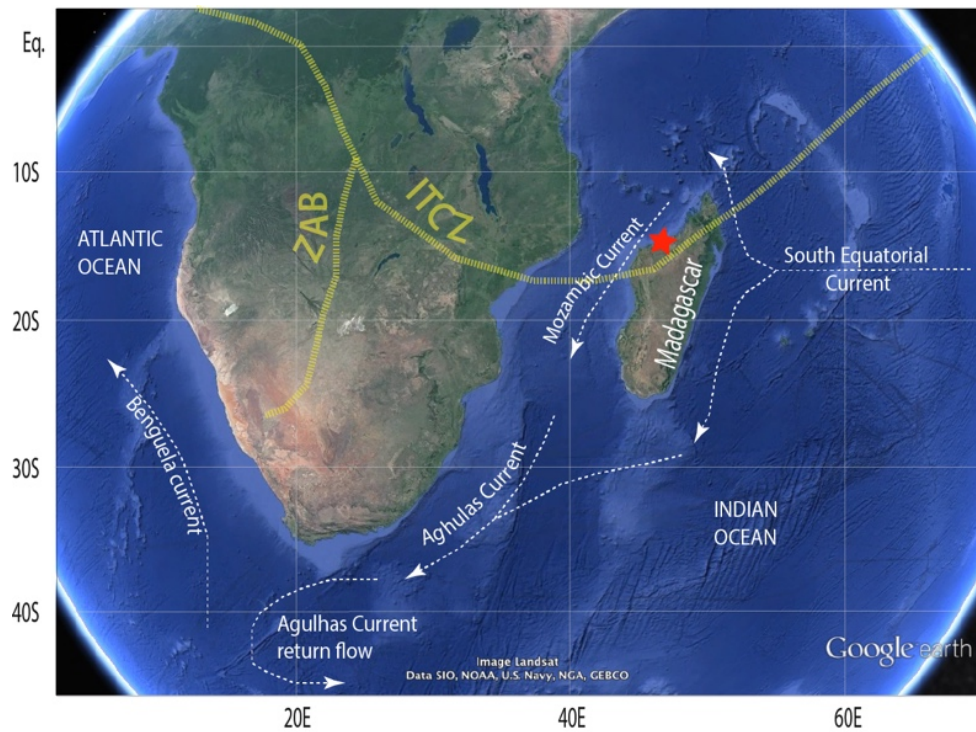 Eq.
10S
20S
30S
40S
20E
40E
60E
ATLANTIC
OCEAN
ZAB
ITCZ
Mozambic Current
Madagascar
South Equatorial
Current
Benguela current
Aghulas Current
INDIAN
OCEAN
Agulhas Current
return flow
Image Landsat
Data SIO, NOAA, U.S. Navy, NGA, GEBCO
Google earth